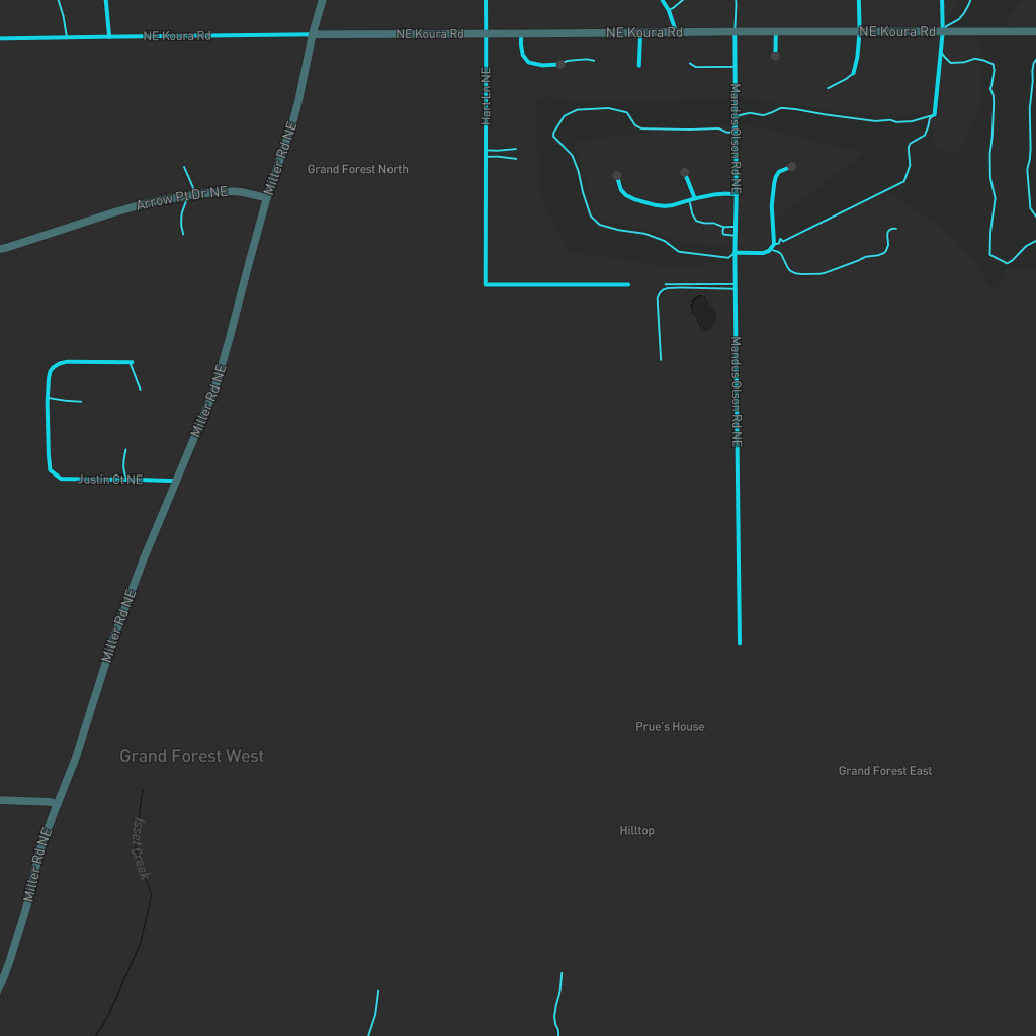 NE Koura Rd
NE Koura Rd
NE Koura Rd
NE Koura Rd
Hart Ln NE
Mandus Olson Rd NE
Miller Rd NE
Grand Forest North
Arrow Pt Dr NE
Miller Rd NE
Mandus Olson Rd NE
Justin Ct NE
Miller Rd NE
Prue's House
Grand Forest West
Grand Forest East
Hilltop
Issei Creek
Miller Rd NE